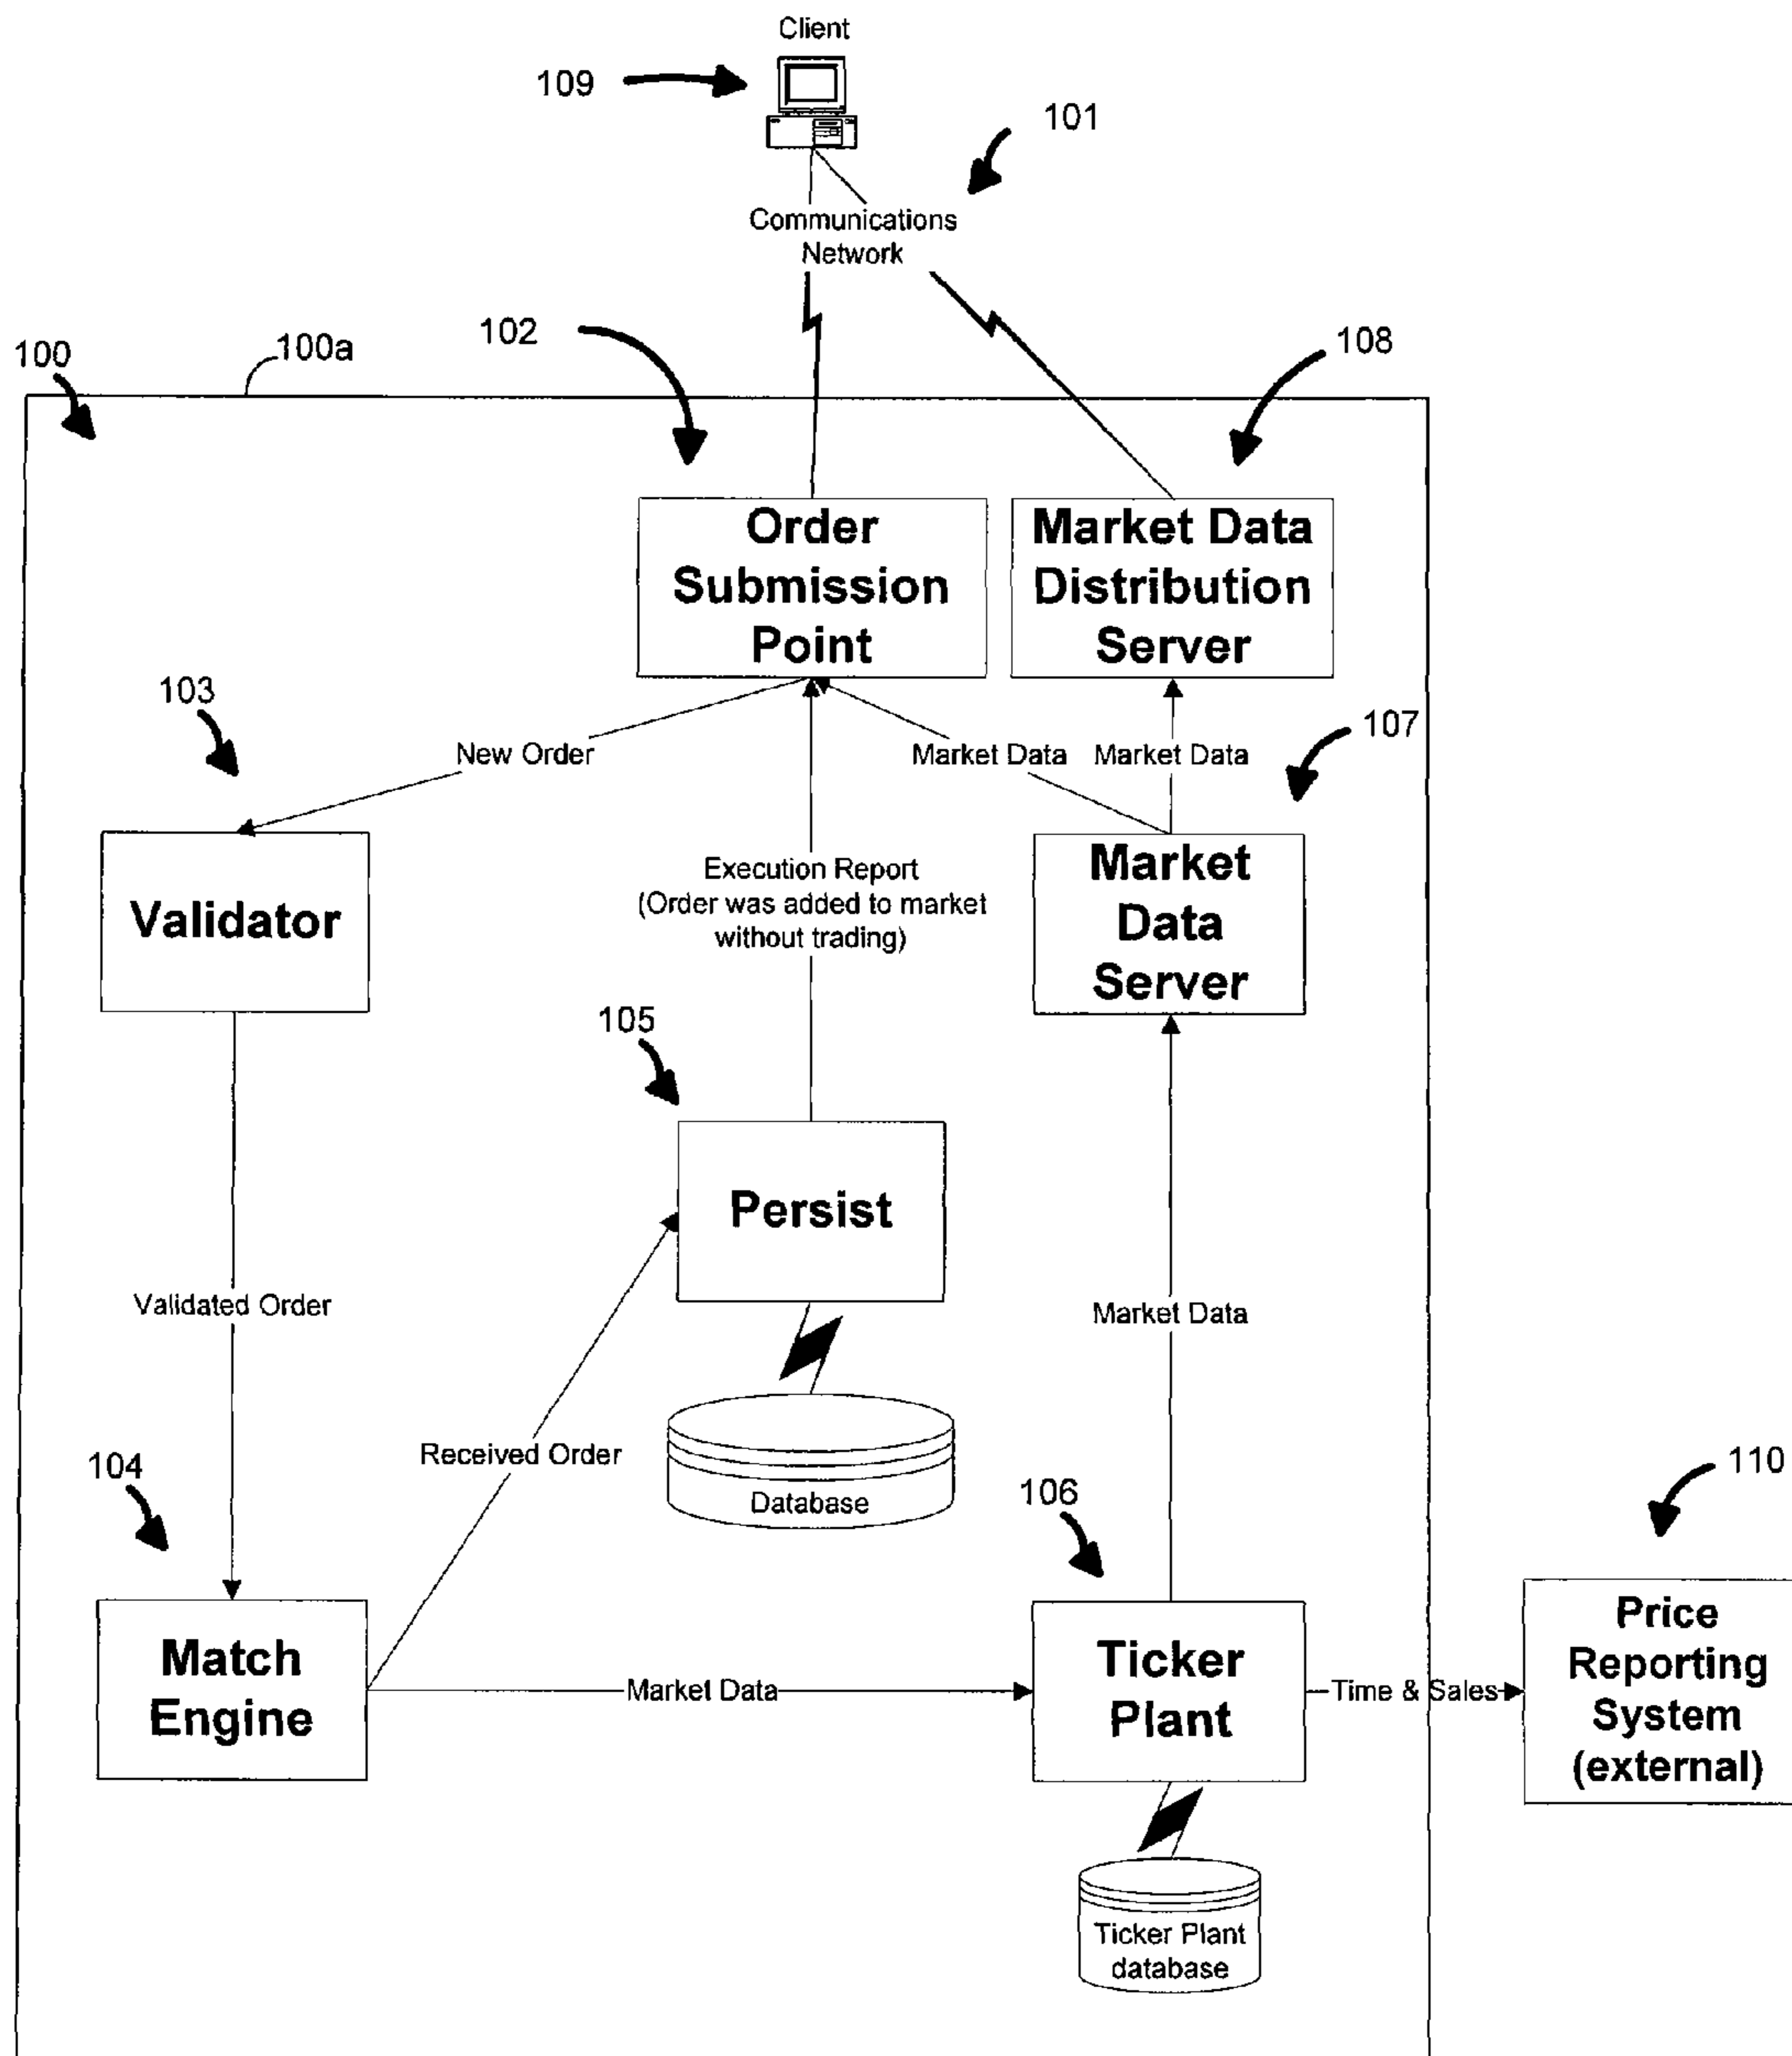 Client
109
101
Communications
Network
102
108
100
100a
Order
Submission
Point
Market Data
Distribution
Server
103
107
New Order
Market Data
Market Data
Validator
Execution Report
(Order was added to market
without trading)
Market
Data
Server
105
Persist
Validated Order
Market Data
Received Order
104
Database
106
110
Match
Engine
Market Data
Ticker
Plant
Time & Sales
Price
Reporting
System
(external)
Ticker Plant
database